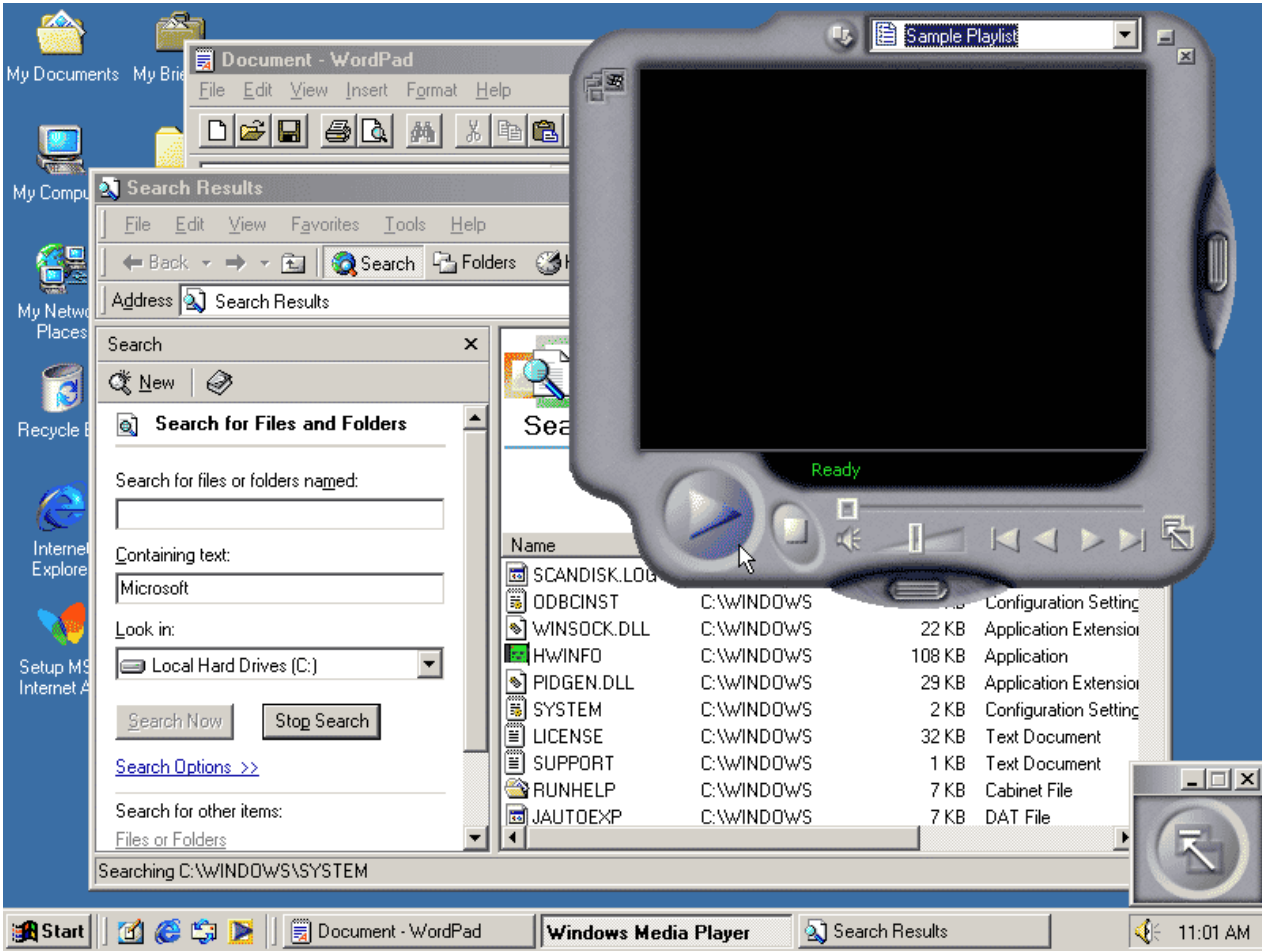 My Documents
My Brie
Document - WordPad
File Edit View Insert Format Help
Sample Playlist
My Compu
Search Results
File Edit View Favorites Tools Help
Back Search Folders H
Address Search Results
My Netwo
Places
Search
New
Recycle B
Search for Files and Folders
Sea
Search for files or folders named:
Ready
Internet
Explore
Containing text:
Microsoft
Name
SCANDISK.LOG
ODBCINST C:\WINDOWS KB Configuration Setting
WINSOCK.DLL C:\WINDOWS 22 KB Application Extension
HWINFO C:\WINDOWS 108 KB Application
PIDGEN.DLL C:\WINDOWS 29 KB Application Extension
SYSTEM C:\WINDOWS 2 KB Configuration Setting
LICENSE C:\WINDOWS 32 KB Text Document
SUPPORT C:\WINDOWS 1 KB Text Document
RUNHELP C:\WINDOWS 7 KB Cabinet File
JAUTOEXP C:\WINDOWS 7 KB DAT File
Look in:
Local Hard Drives (C:)
Setup MS
Internet A
Search Now Stop Search
Search Options >>
Search for other items:
Files or Folders
Searching C:\WINDOWS\SYSTEM
Start Document - WordPad Windows Media Player Search Results 11:01 AM